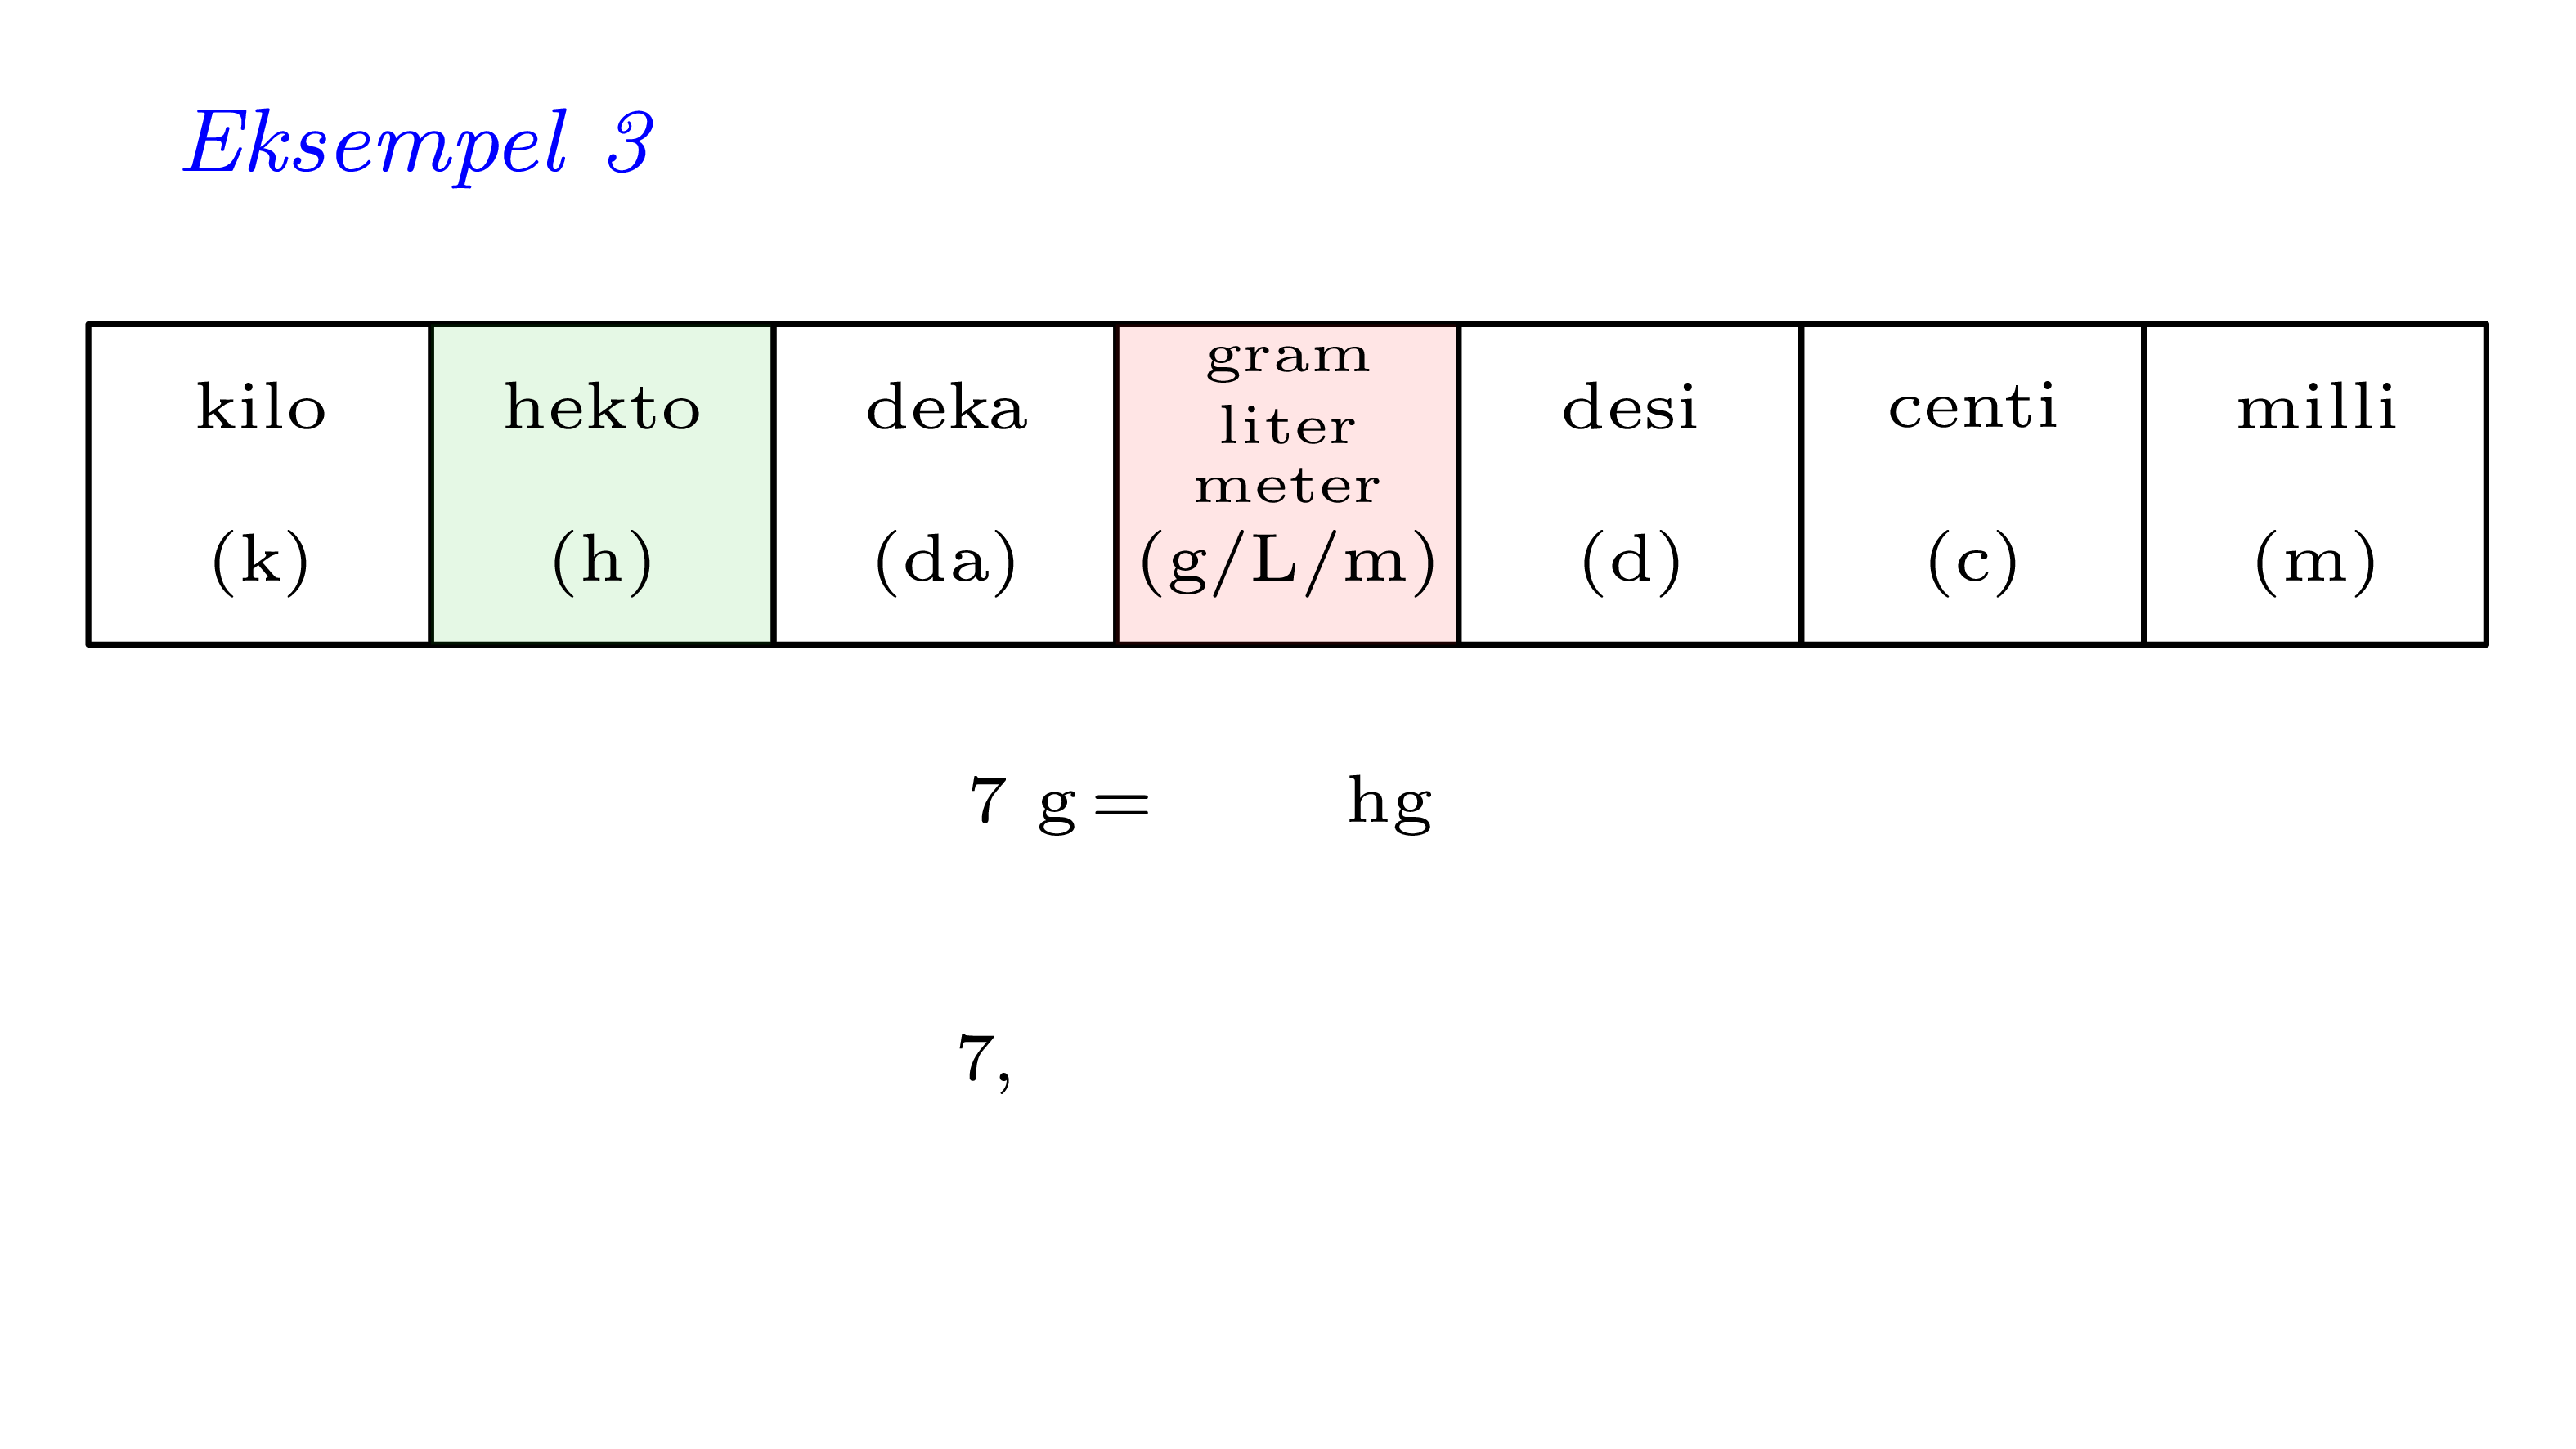 Eksempel 3
kilo hekto deka gram liter meter desi centi milli
(k) (h) (da) (g/L/m) (d) (c) (m)
7 g = hg
7,